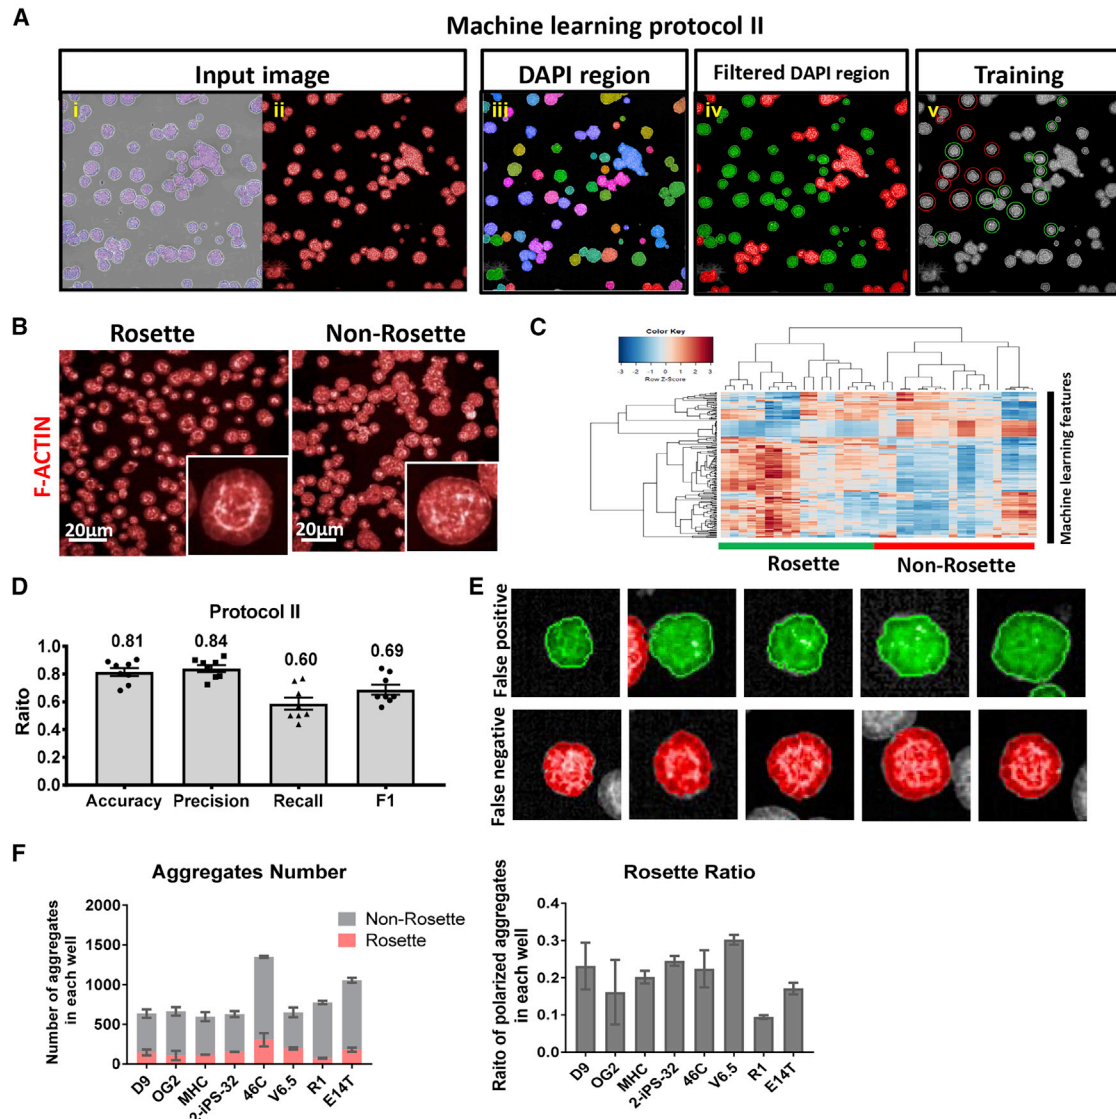 A
Machine learning protocol II
Input image
DAPI region
Filtered DAPI region
Training
i
ii
iii
iv
v
B
Rosette
Non-Rosette
F-ACTIN
20μm
20μm
C
Color Key
-3 -2 -1 0 1 2 3
Row Z-Score
Machine learning features
Rosette
Non-Rosette
D
Protocol II
Raito
1.0
0.8
0.6
0.4
0.2
0.0
0.81
0.84
0.60
0.69
Accuracy
Precision
Recall
F1
E
False positive
False negative
F
Aggregates Number
Number of aggregates
in each well
2000
1500
1000
500
0
Non-Rosette
Rosette
D9
OG2
MHC
2-iPS-32
46C
V6.5
R1
E14T
Rosette Ratio
Raito of polarized aggregates
in each well
0.4
0.3
0.2
0.1
0.0
D9
OG2
MHC
2-iPS-32
46C
V6.5
R1
E14T